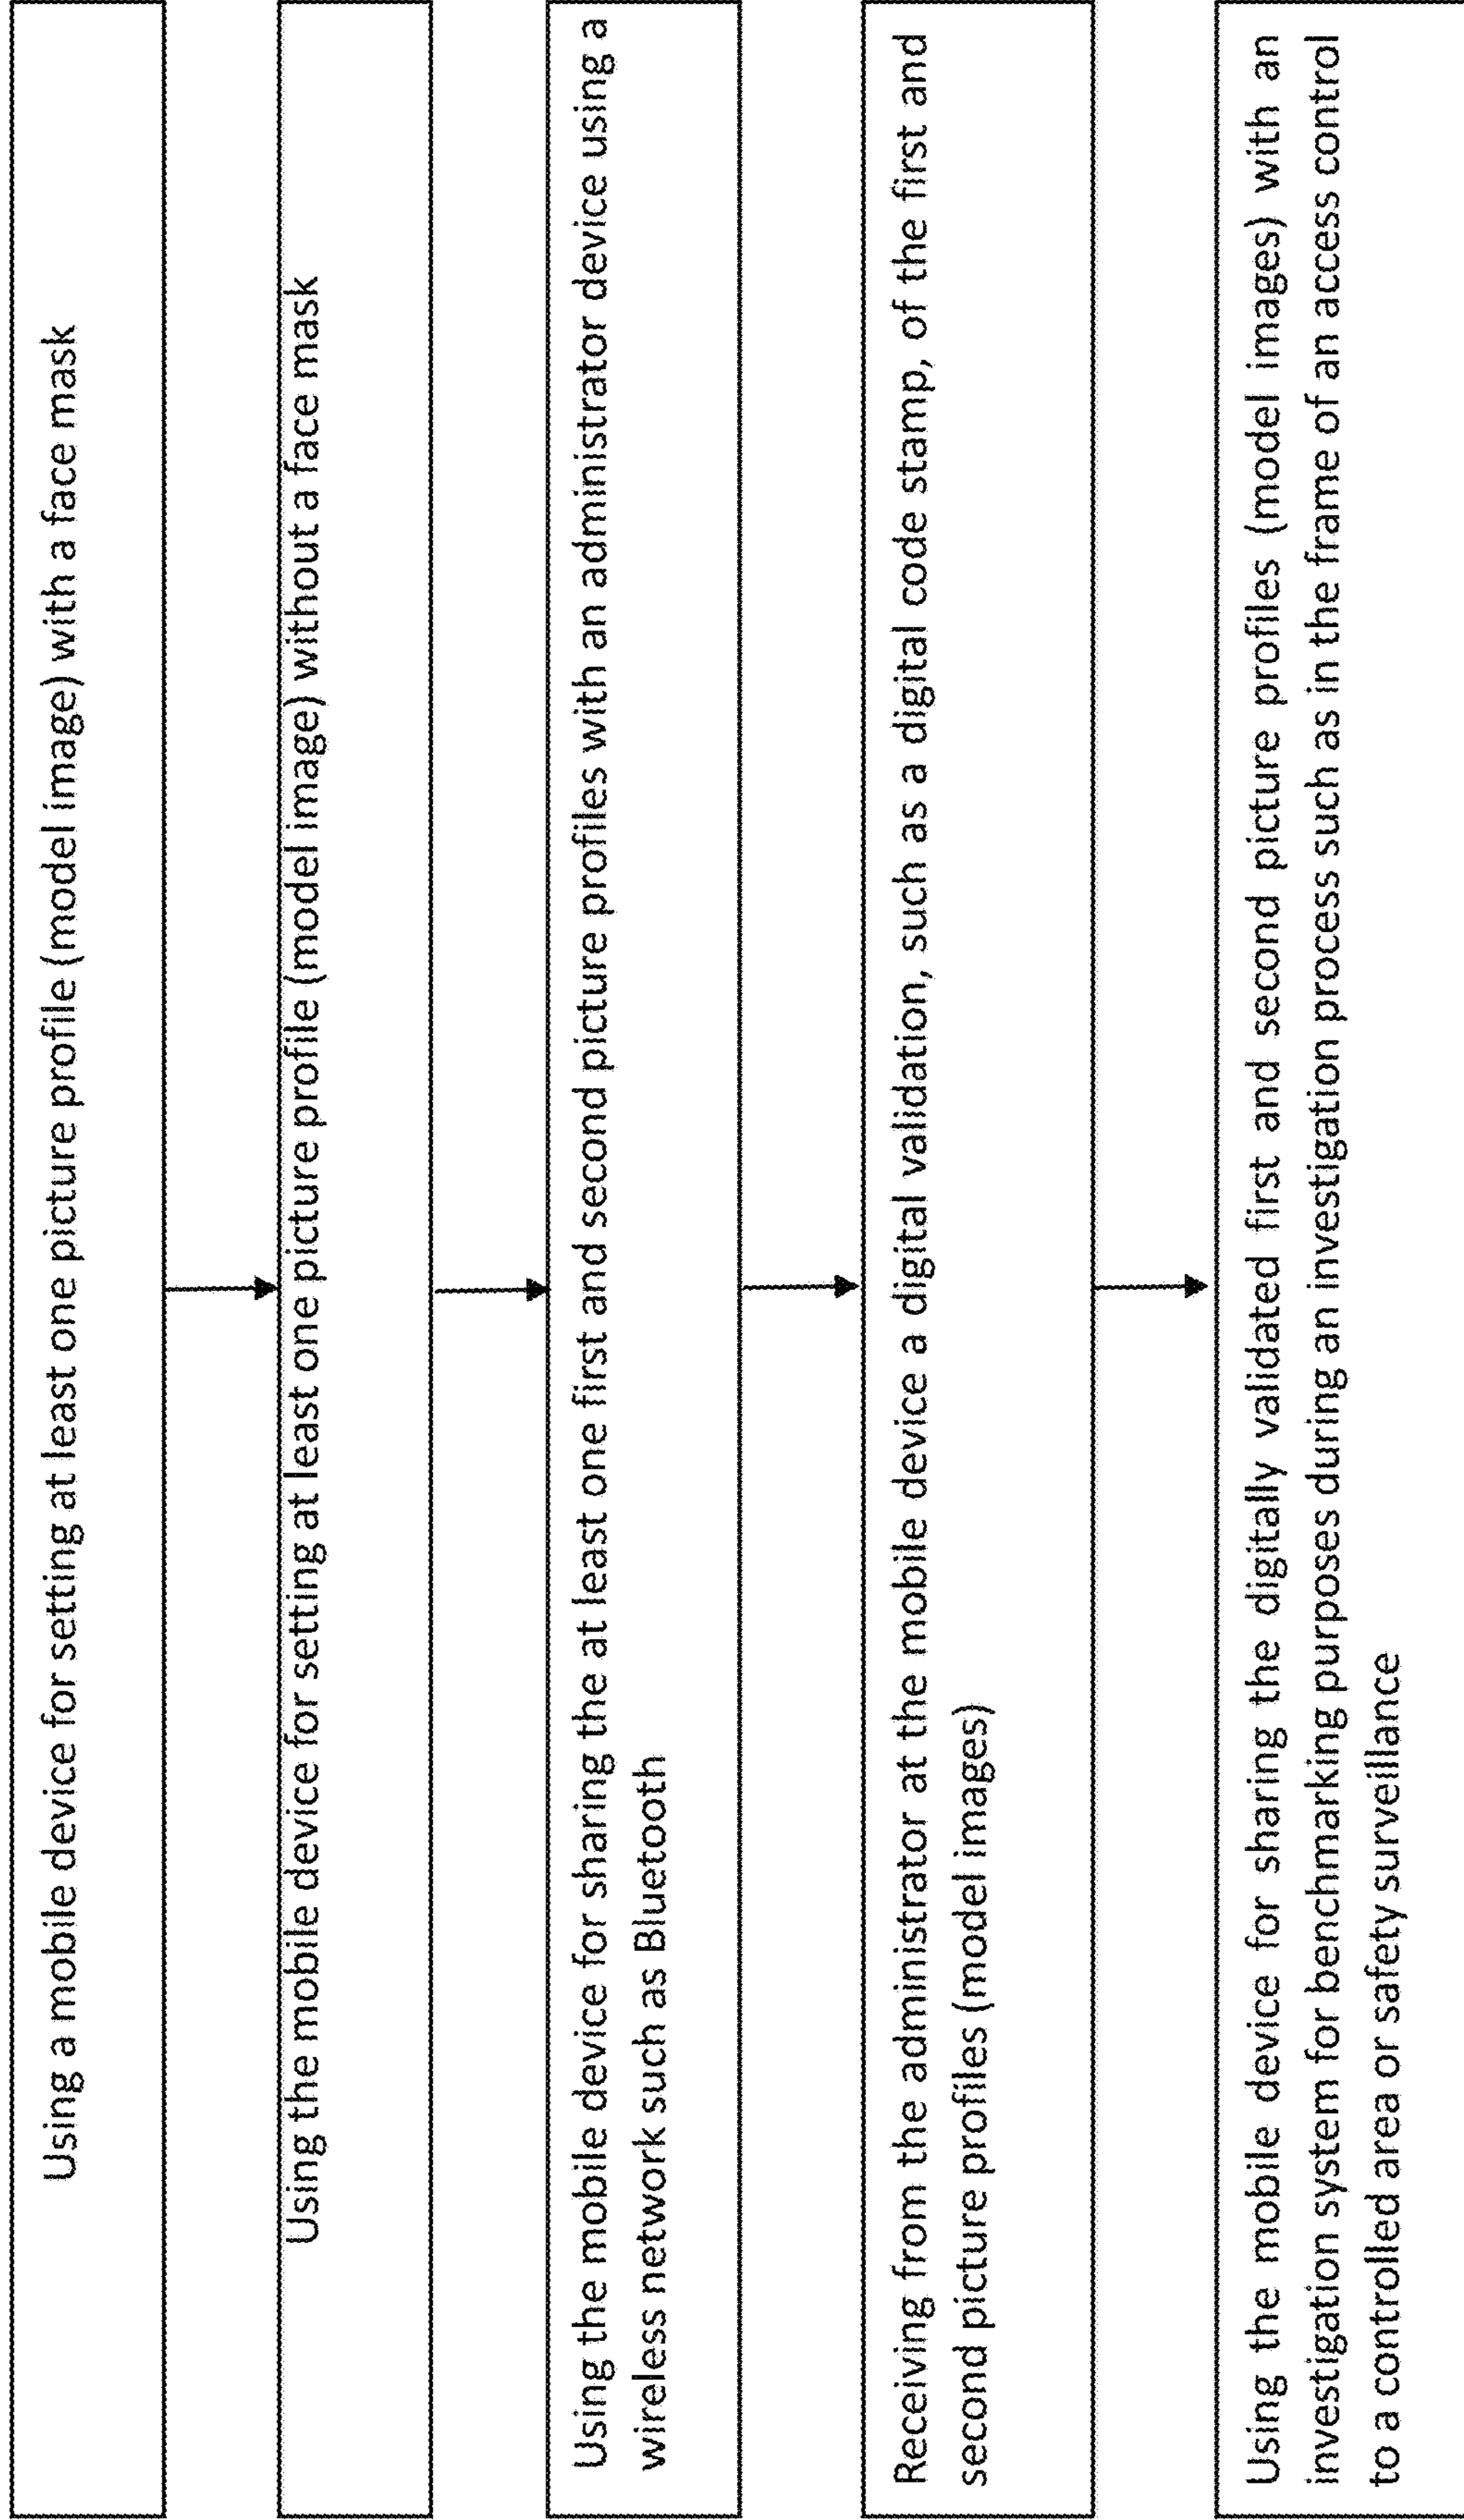 Using a mobile device for setting at least one picture profile (model image) with a face mask
Using the mobile device for setting at least one picture profile (model image) without a face mask
Using the mobile device for sharing the at least one first and second picture profiles with an administrator device using a
wireless network such as Bluetooth
Receiving from the administrator at the mobile device a digital validation, such as a digital code stamp, of the first and
second picture profiles (model images)
Using the mobile device for sharing the digitally validated first and second picture profiles (model images) with an
investigation system for benchmarking purposes during an investigation process such as in the frame of an access control
to a controlled area or safety surveillance